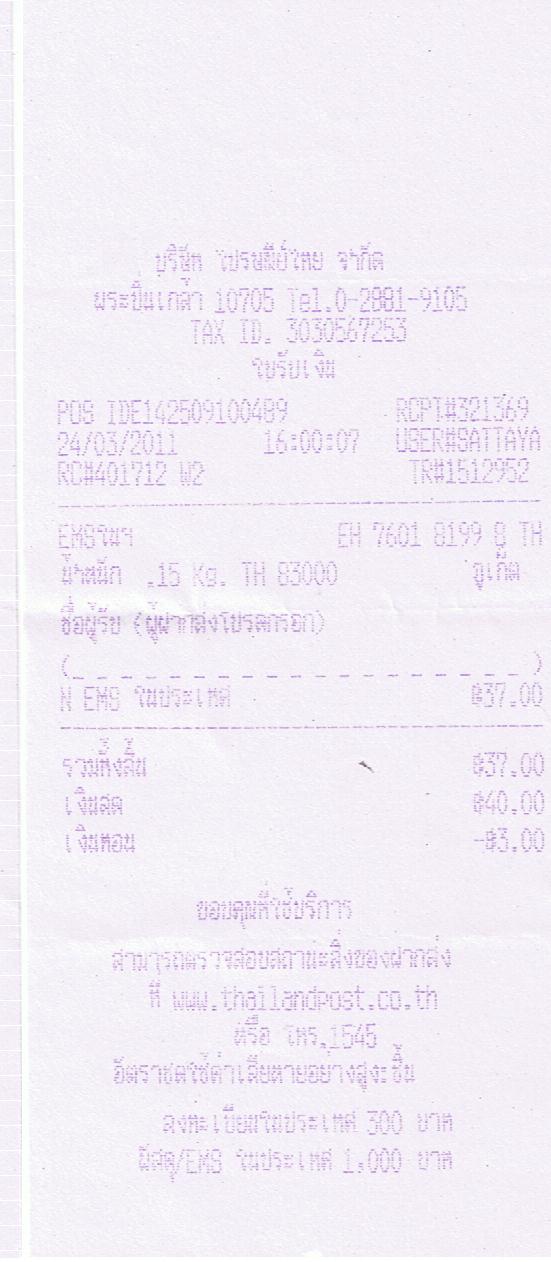 บริษัท ไปรษณีย์ไทย จำกัด
พระปิ่นเกล้า 10705 Tel.0-2881-9105
TAX ID. 3030567253
ใบรับเงิน
POS IDE142509100489 RCPT#321369
24/03/2011 16:00:07 USER#SATTAYA
RC#401712 W2 TR#1512952
EMSในฯ EH 7601 8199 8 TH
น้ำหนัก .15 Kg. TH 83000 ภูเก็ต
ชื่อผู้รับ (ผู้ฝากส่งโปรดกรอก)
(_ _ _ _ _ _ _ _ _ _ _ _ _ _ _ _ _ _ _ _)
N EMS ในประเทศ ฿37.00
รวมทั้งสิ้น ฿37.00
เงินสด ฿40.00
เงินทอน -฿3.00
ขอบคุณที่ใช้บริการ
สามารถตรวจสอบสถานะสิ่งของฝากส่ง
ที่ www.thailandpost.co.th
หรือ โทร.1545
อัตราชดใช้ค่าเสียหายอย่างสูงะชิ้น
ลงทะเบียนในประเทศ 300 บาท
พัสดุ/EMS ในประเทศ 1,000 บาท